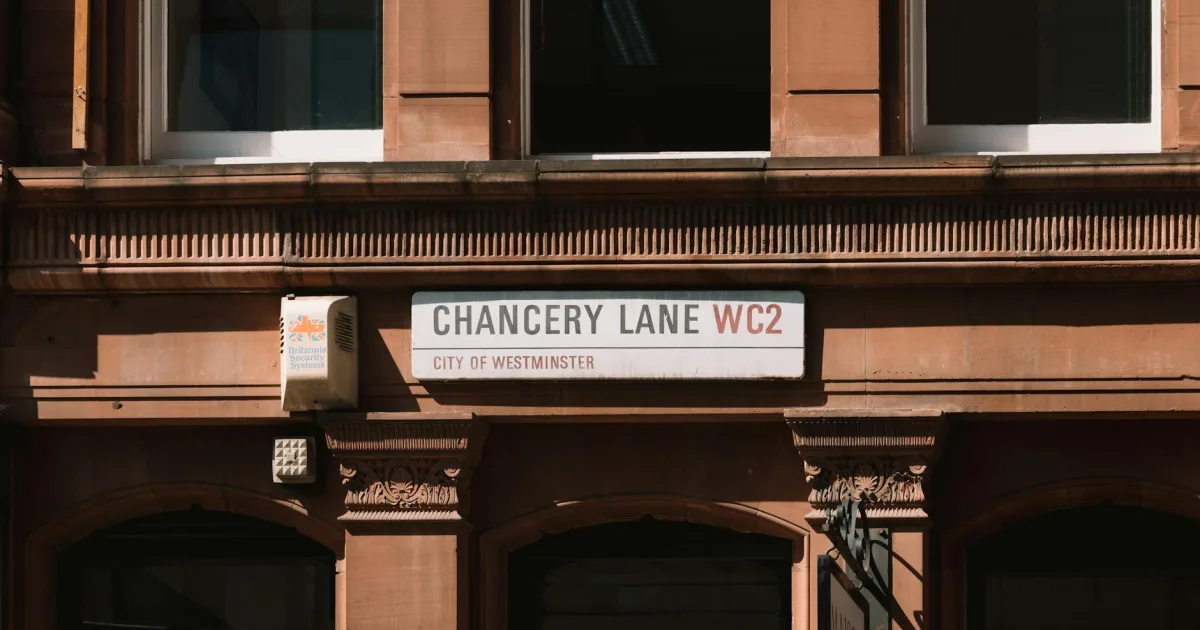 CHANCERY LANE WC2
CITY OF WESTMINSTER
Britannia
Security
Systems